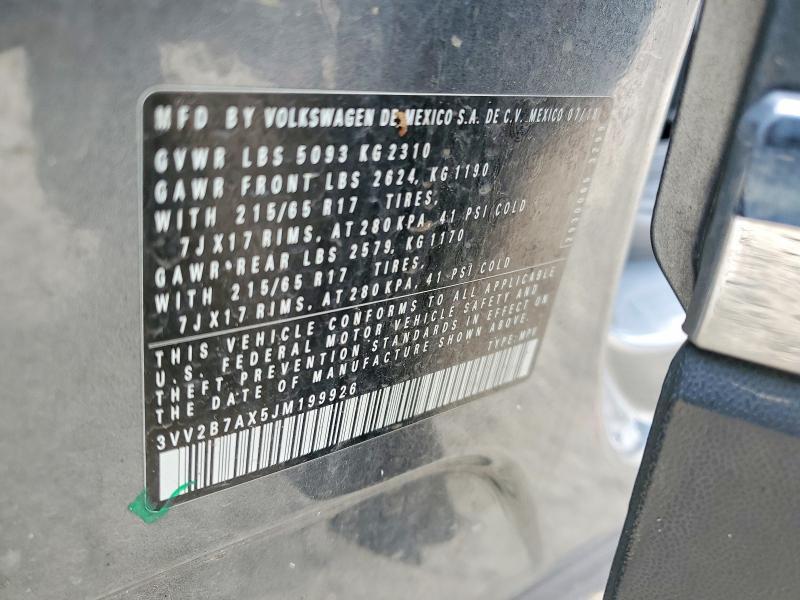 MFD BY VOLKSWAGEN DE MEXICO S.A. DE C.V. MEXICO 07/18
GVWR LBS 5093 KG 2310
GAWR FRONT LBS 2624, KG 1190
WITH 215/65 R17 TIRES,
7JX17 RIMS, AT 280 KPA, 41 PSI COLD
GAWR REAR LBS 2579, KG 1170
WITH 215/65 R17 TIRES,
7JX17 RIMS, AT 280 KPA, 41 PSI COLD
THIS VEHICLE CONFORMS TO ALL APPLICABLE
U.S. FEDERAL MOTOR VEHICLE SAFETY AND
THEFT PREVENTION STANDARDS IN EFFECT ON
THE DATE OF MANUFACTURE SHOWN ABOVE.
TYPE: MPV
3VV2B7AX5JM199926